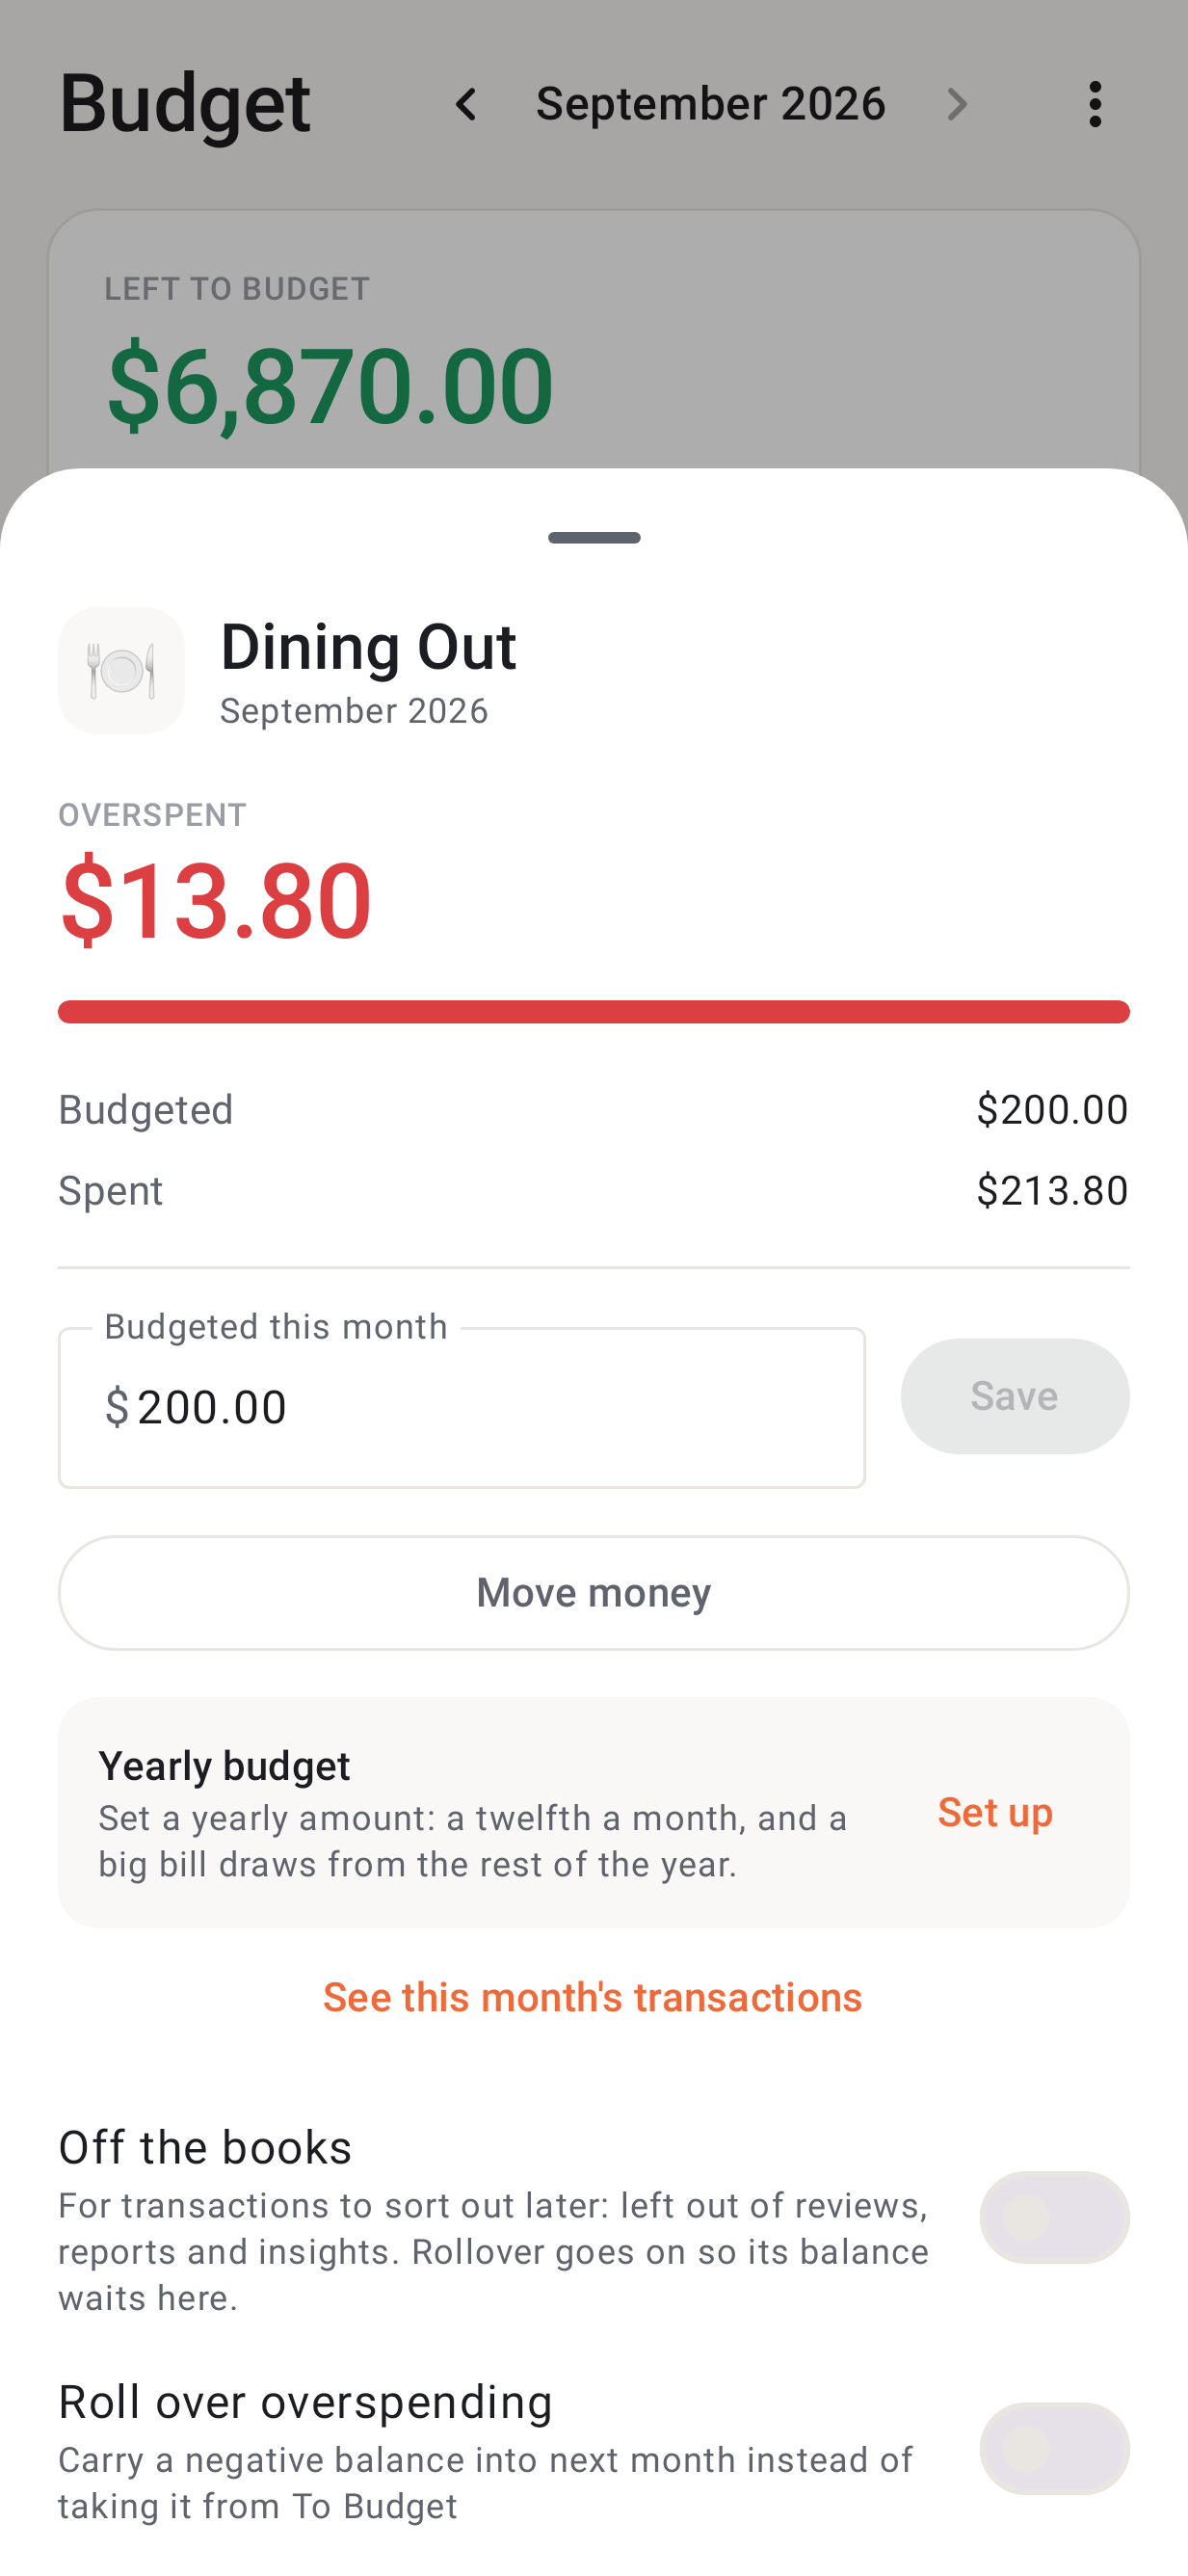 Budget
September 2026
LEFT TO BUDGET
$6,870.00
Dining Out
September 2026
OVERSPENT
$13.80
Budgeted
$200.00
Spent
$213.80
Budgeted this month
$200.00
Save
Move money
Yearly budget
Set a yearly amount: a twelfth a month, and a
big bill draws from the rest of the year.
Set up
See this month's transactions
Off the books
For transactions to sort out later: left out of reviews,
reports and insights. Rollover goes on so its balance
waits here.
Roll over overspending
Carry a negative balance into next month instead of
taking it from To Budget